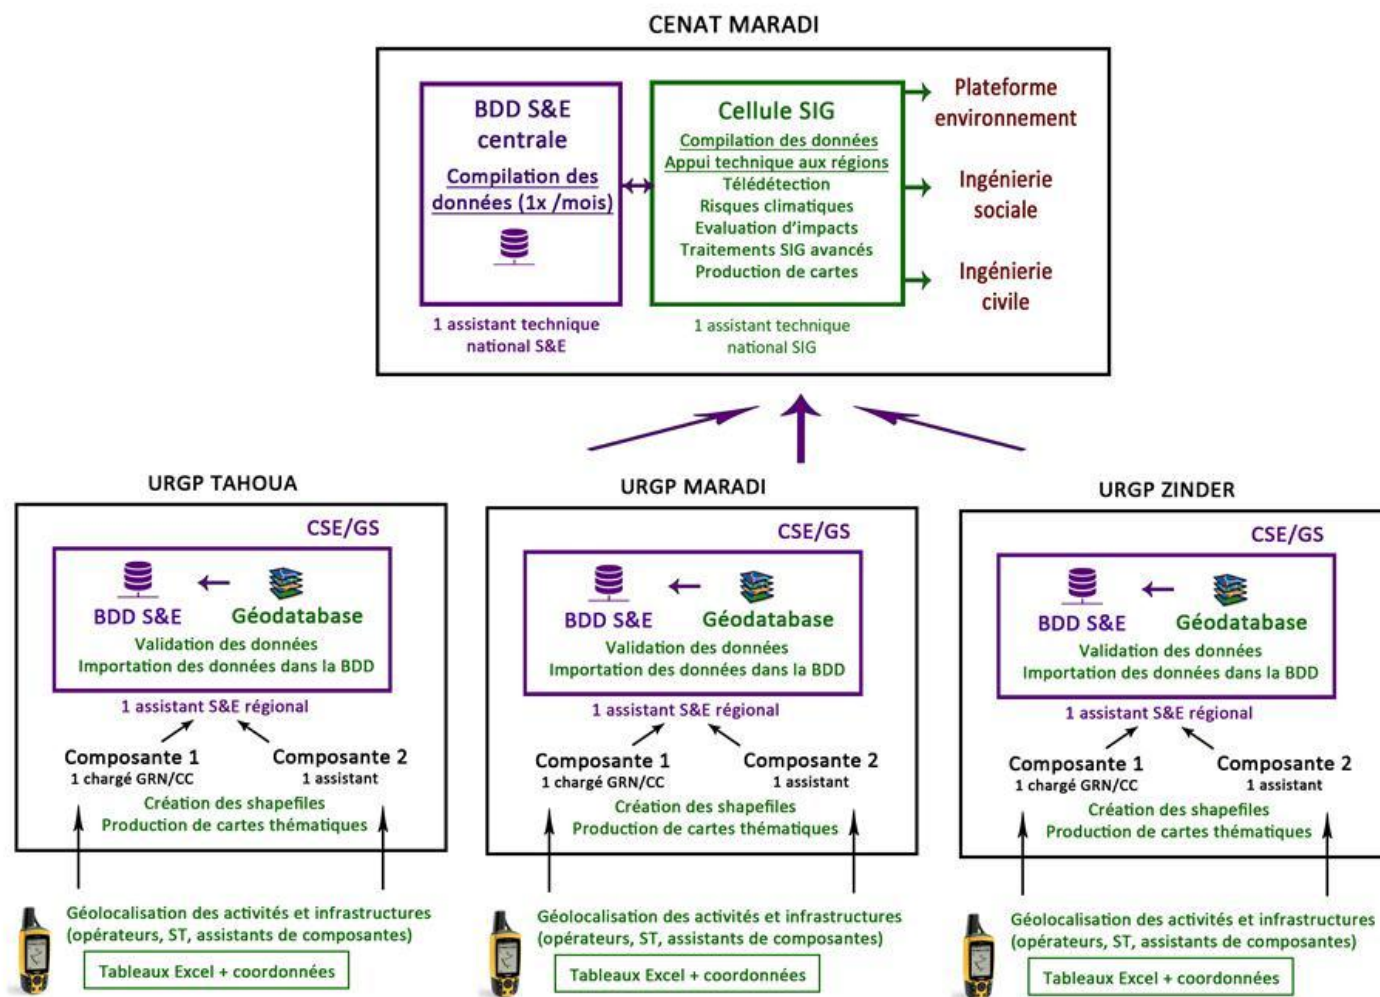 CENAT MARADI
BDD S&E
centrale
Compilation des
données (1x /mois)
1 assistant technique
national S&E
Cellule SIG
Compilation des données
Appui technique aux régions
Télédétection
Risques climatiques
Evaluation d'impacts
Traitements SIG avancés
Production de cartes
1 assistant technique
national SIG
Plateforme
environnement
Ingénierie
sociale
Ingénierie
civile
URGP TAHOUA
CSE/GS
BDD S&E
Géodatabase
Validation des données
Importation des données dans la BDD
1 assistant S&E régional
Composante 1
1 chargé GRN/CC
Composante 2
1 assistant
Création des shapefiles
Production de cartes thématiques
Géolocalisation des activités et infrastructures
(opérateurs, ST, assistants de composantes)
Tableaux Excel + coordonnées
URGP MARADI
CSE/GS
BDD S&E
Géodatabase
Validation des données
Importation des données dans la BDD
1 assistant S&E régional
Composante 1
1 chargé GRN/CC
Composante 2
1 assistant
Création des shapefiles
Production de cartes thématiques
Géolocalisation des activités et infrastructures
(opérateurs, ST, assistants de composantes)
Tableaux Excel + coordonnées
URGP ZINDER
CSE/GS
BDD S&E
Géodatabase
Validation des données
Importation des données dans la BDD
1 assistant S&E régional
Composante 1
1 chargé GRN/CC
Composante 2
1 assistant
Création des shapefiles
Production de cartes thématiques
Géolocalisation des activités et infrastructures
(opérateurs, ST, assistants de composantes)
Tableaux Excel + coordonnées